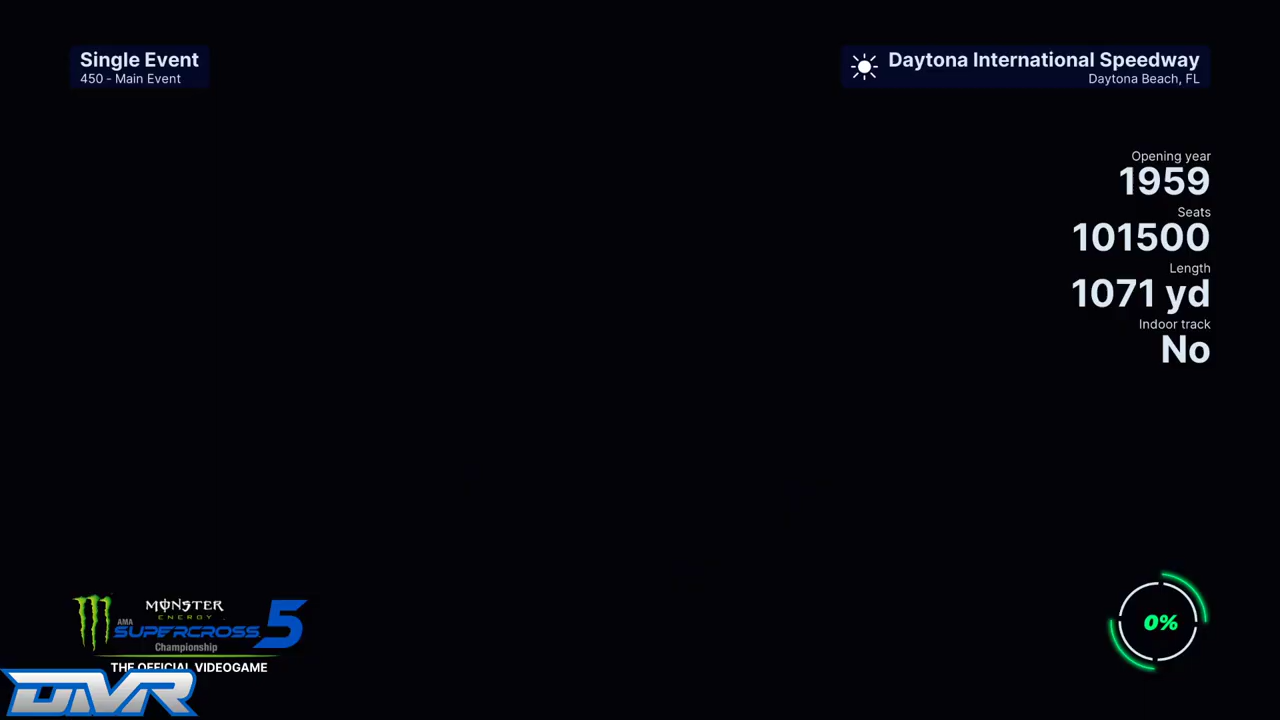 Single Event
450 - Main Event
Daytona International Speedway
Daytona Beach, FL
Opening year
1959
Seats
101500
Length
1071 yd
Indoor track
No
0%
MONSTER
ENERGY
AMA
SUPERCROSS 5
Championship
THE OFFICIAL VIDEOGAME
DMR